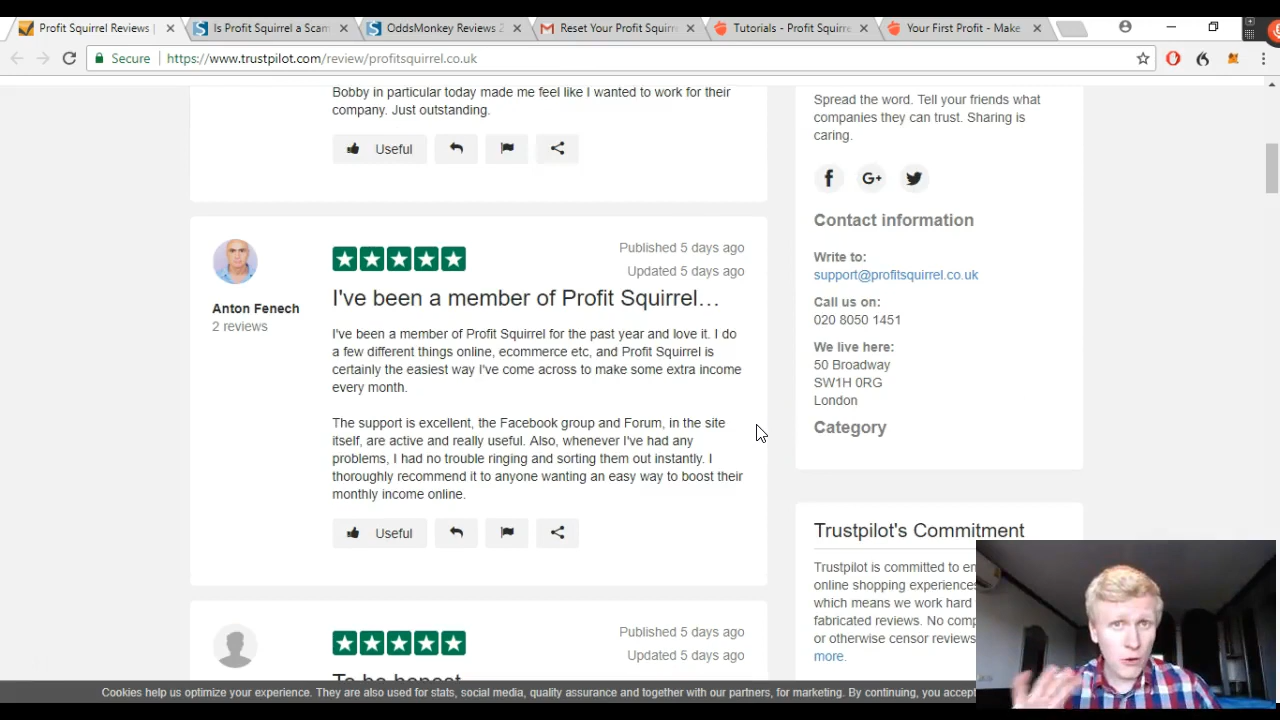 Profit Squirrel Reviews |
Is Profit Squirrel a Scam
OddsMonkey Reviews 2
Reset Your Profit Squirre
Tutorials - Profit Squirre
Your First Profit - Make
Secure
https://www.trustpilot.com/review/profitsquirrel.co.uk
Bobby in particular today made me feel like I wanted to work for their
company. Just outstanding.
Useful
Anton Fenech
2 reviews
Published 5 days ago
Updated 5 days ago
I've been a member of Profit Squirrel…
I've been a member of Profit Squirrel for the past year and love it. I do
a few different things online, ecommerce etc, and Profit Squirrel is
certainly the easiest way I've come across to make some extra income
every month.
The support is excellent, the Facebook group and Forum, in the site
itself, are active and really useful. Also, whenever I've had any
problems, I had no trouble ringing and sorting them out instantly. I
thoroughly recommend it to anyone wanting an easy way to boost their
monthly income online.
Useful
Published 5 days ago
Updated 5 days ago
To be honest
Spread the word. Tell your friends what
companies they can trust. Sharing is
caring.
G+
Contact information
Write to:
support@profitsquirrel.co.uk
Call us on:
020 8050 1451
We live here:
50 Broadway
SW1H 0RG
London
Category
Trustpilot's Commitment
Trustpilot is committed to en
online shopping experiences
which means we work hard
fabricated reviews. No comp
or otherwise censor reviews
more.
Cookies help us optimize your experience. They are also used for stats, social media, quality assurance and together with our partners, for marketing. By continuing, you accept